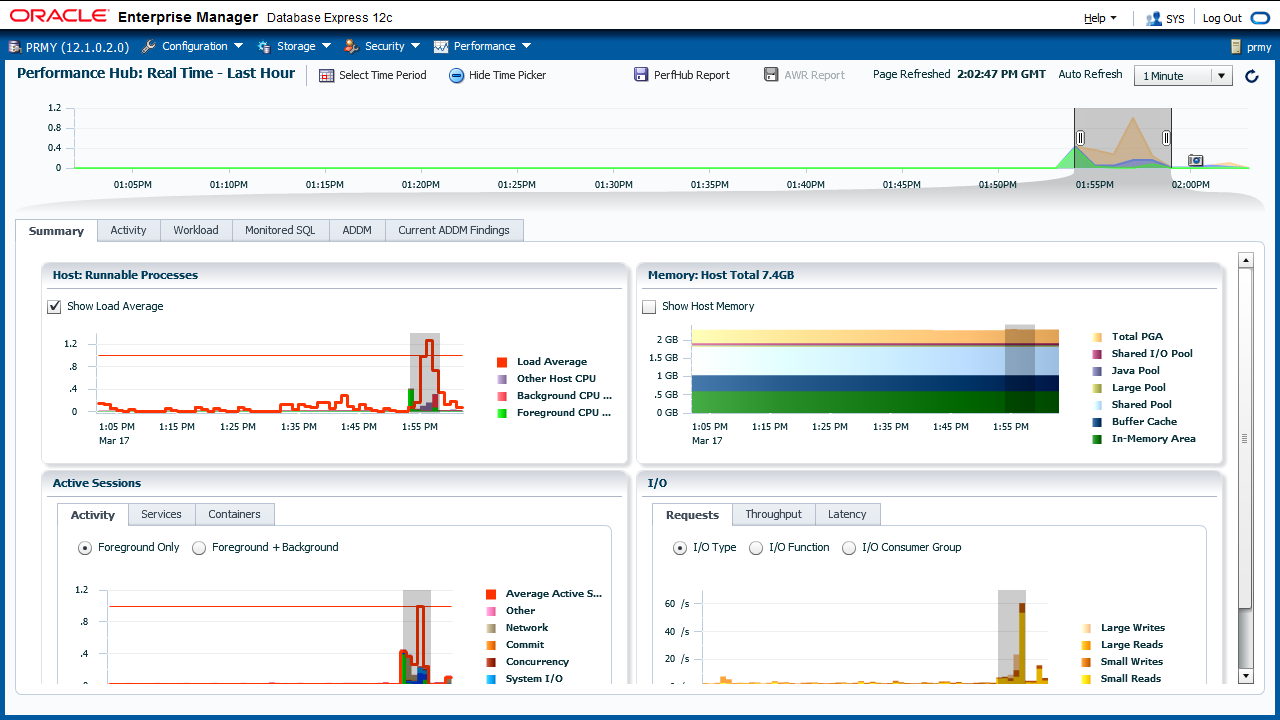 ORACLE Enterprise Manager Database Express 12c Help SYS Log Out
PRMY (12.1.0.2.0) Configuration Storage Security Performance prmy
Performance Hub: Real Time - Last Hour Select Time Period Hide Time Picker PerfHub Report AWR Report Page Refreshed 2:02:47 PM GMT Auto Refresh 1 Minute
1.2
0.8
0.4
0
01:05PM 01:10PM 01:15PM 01:20PM 01:25PM 01:30PM 01:35PM 01:40PM 01:45PM 01:50PM 01:55PM 02:00PM
Summary Activity Workload Monitored SQL ADDM Current ADDM Findings
Host: Runnable Processes
Show Load Average
1.2
.8
.4
0
1:05 PM 1:15 PM 1:25 PM 1:35 PM 1:45 PM 1:55 PM
Mar 17
Load Average
Other Host CPU
Background CPU ...
Foreground CPU ...
Memory: Host Total 7.4GB
Show Host Memory
2 GB
1.5 GB
1 GB
.5 GB
0 GB
1:05 PM 1:15 PM 1:25 PM 1:35 PM 1:45 PM 1:55 PM
Mar 17
Total PGA
Shared I/O Pool
Java Pool
Large Pool
Shared Pool
Buffer Cache
In-Memory Area
Active Sessions
Activity Services Containers
Foreground Only Foreground + Background
1.2
.8
.4
Average Active S...
Other
Network
Commit
Concurrency
System I/O
I/O
Requests Throughput Latency
I/O Type I/O Function I/O Consumer Group
60 /s
40 /s
20 /s
Large Writes
Large Reads
Small Writes
Small Reads